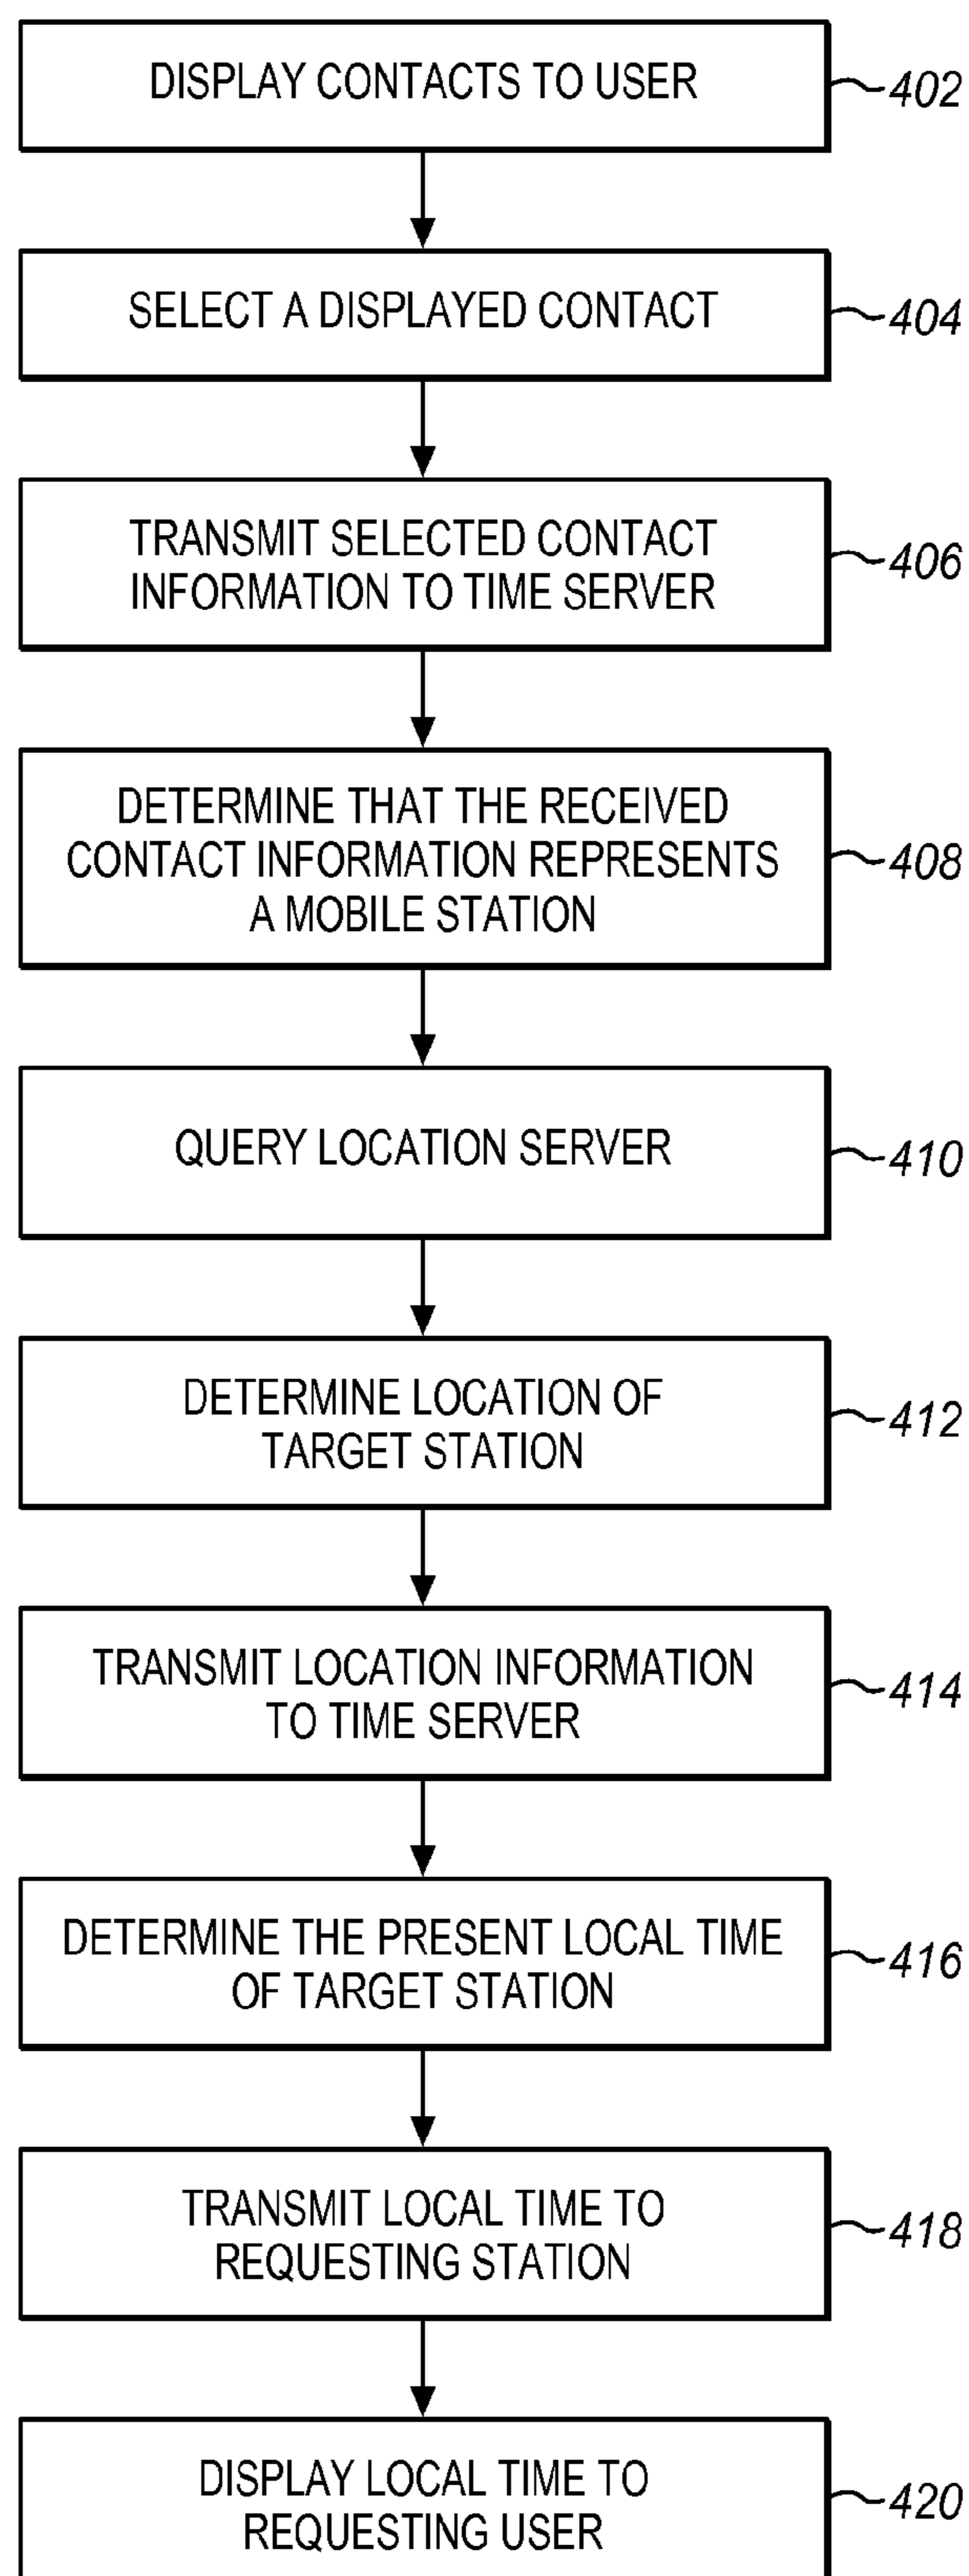 DISPLAY CONTACTS TO USER
402
SELECT A DISPLAYED CONTACT
404
TRANSMIT SELECTED CONTACT
INFORMATION TO TIME SERVER
406
DETERMINE THAT THE RECEIVED
CONTACT INFORMATION REPRESENTS
A MOBILE STATION
408
QUERY LOCATION SERVER
410
DETERMINE LOCATION OF
TARGET STATION
412
TRANSMIT LOCATION INFORMATION
TO TIME SERVER
414
DETERMINE THE PRESENT LOCAL TIME
OF TARGET STATION
416
TRANSMIT LOCAL TIME TO
REQUESTING STATION
418
DISPLAY LOCAL TIME TO
REQUESTING USER
420